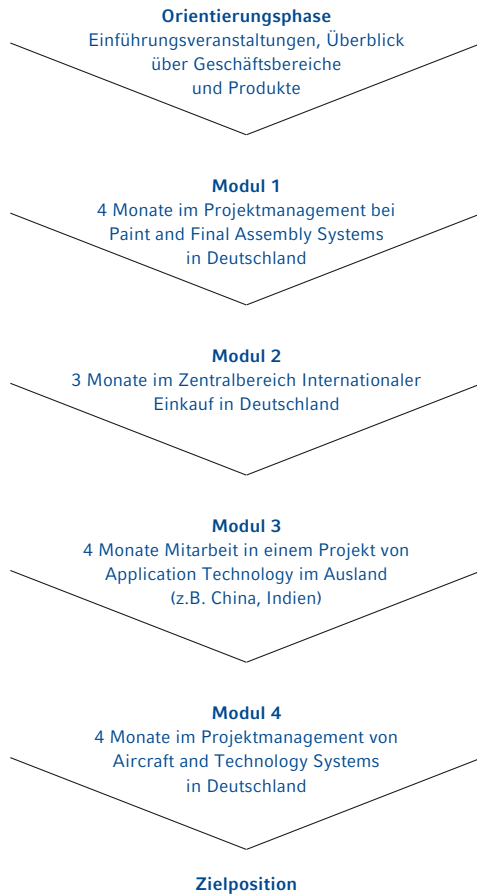 Orientierungsphase
Einführungsveranstaltungen, Überblick
über Geschäftsbereiche
und Produkte
Modul 1
4 Monate im Projektmanagement bei
Paint and Final Assembly Systems
in Deutschland
Modul 2
3 Monate im Zentralbereich Internationaler
Einkauf in Deutschland
Modul 3
4 Monate Mitarbeit in einem Projekt von
Application Technology im Ausland
(z.B. China, Indien)
Modul 4
4 Monate im Projektmanagement von
Aircraft and Technology Systems
in Deutschland
Zielposition